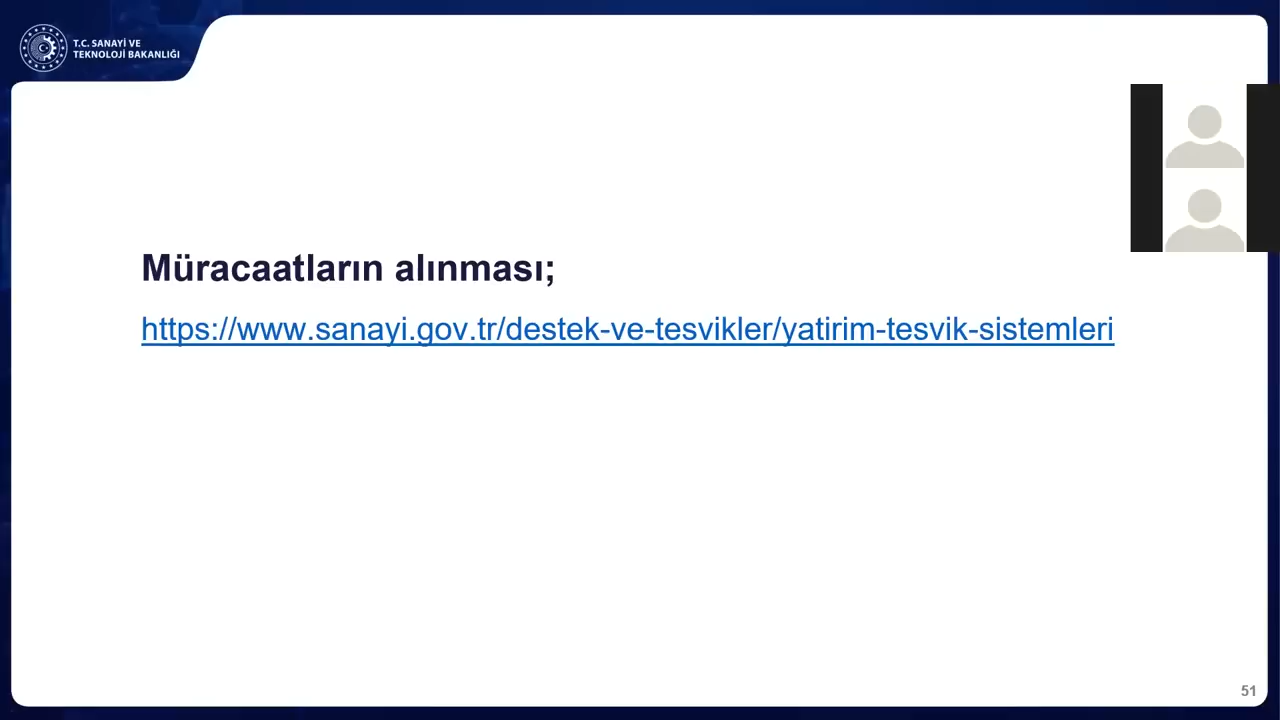 T.C. SANAYİ VE
TEKNOLOJİ BAKANLIĞI
Müracaatların alınması;
https://www.sanayi.gov.tr/destek-ve-tesvikler/yatirim-tesvik-sistemleri
51